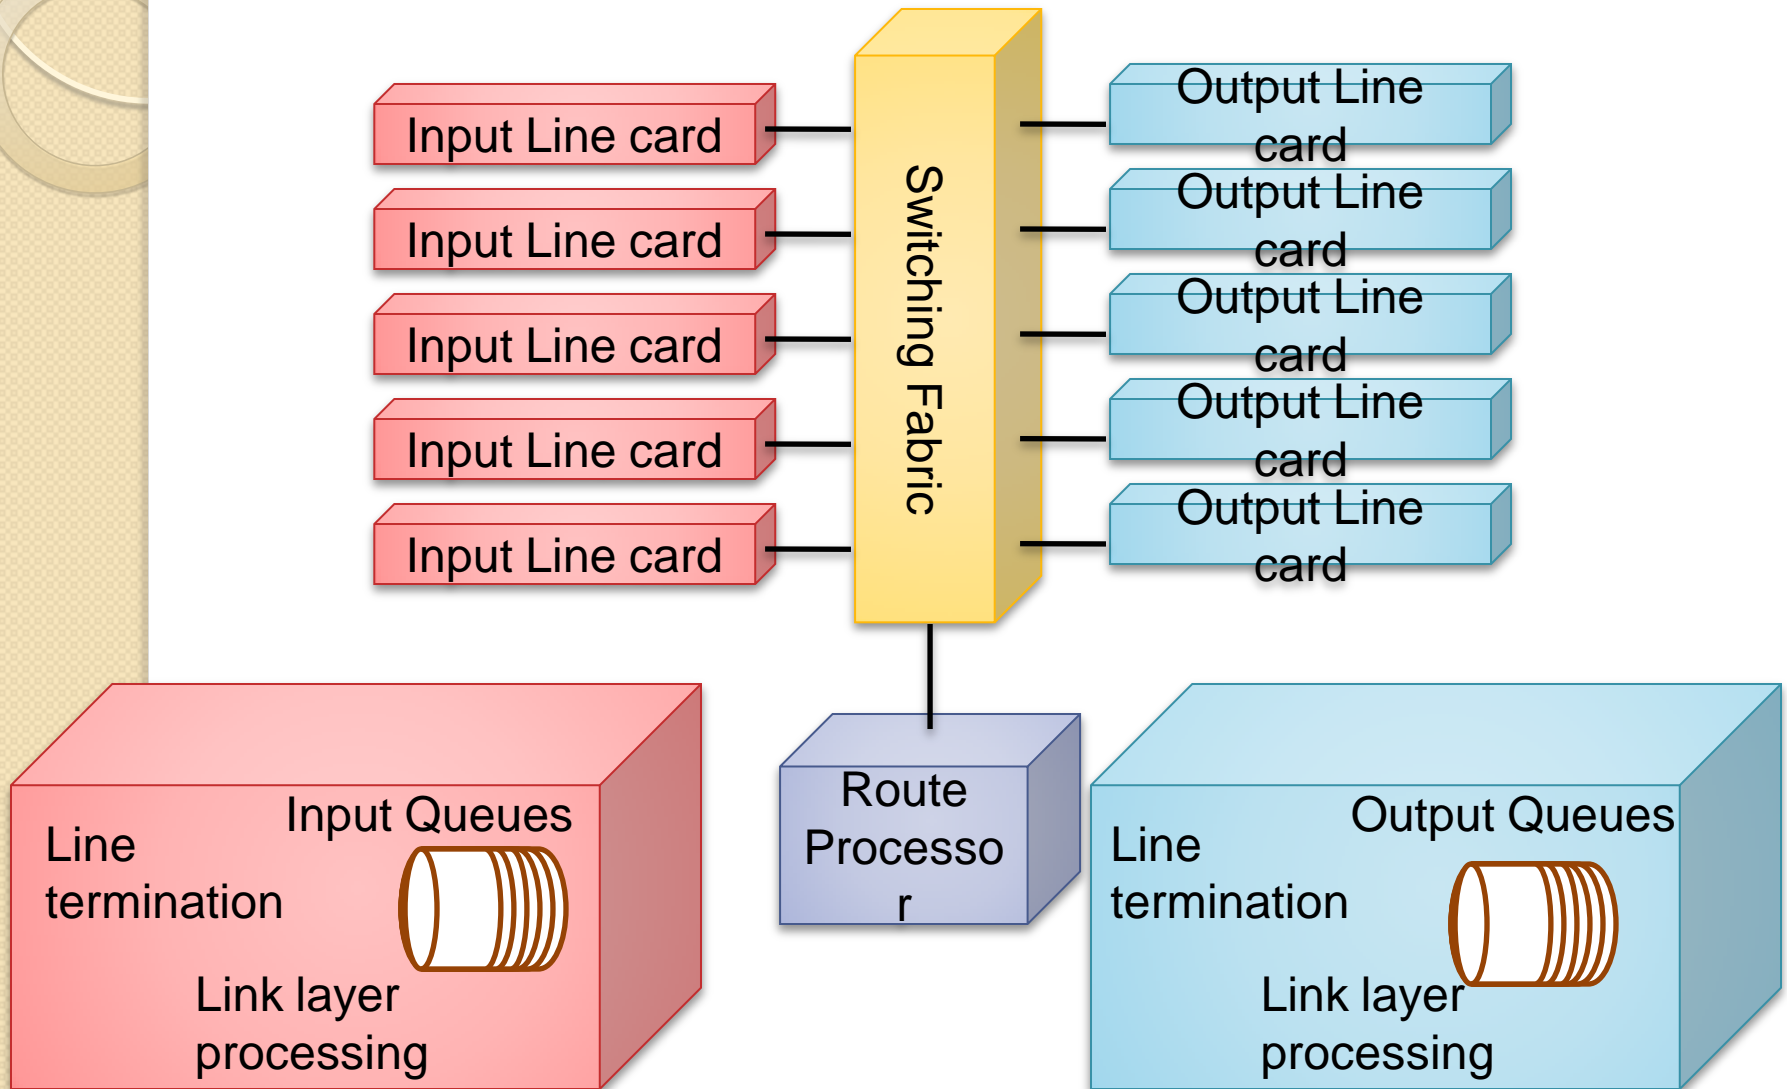 Input Line card
Input Line card
Input Line card
Input Line card
Input Line card
Switching Fabric
Output Line
card
Output Line
card
Output Line
card
Output Line
card
Output Line
card
Input Queues
Line
termination
Link layer
processing
Route
Processo
r
Output Queues
Line
termination
Link layer
processing